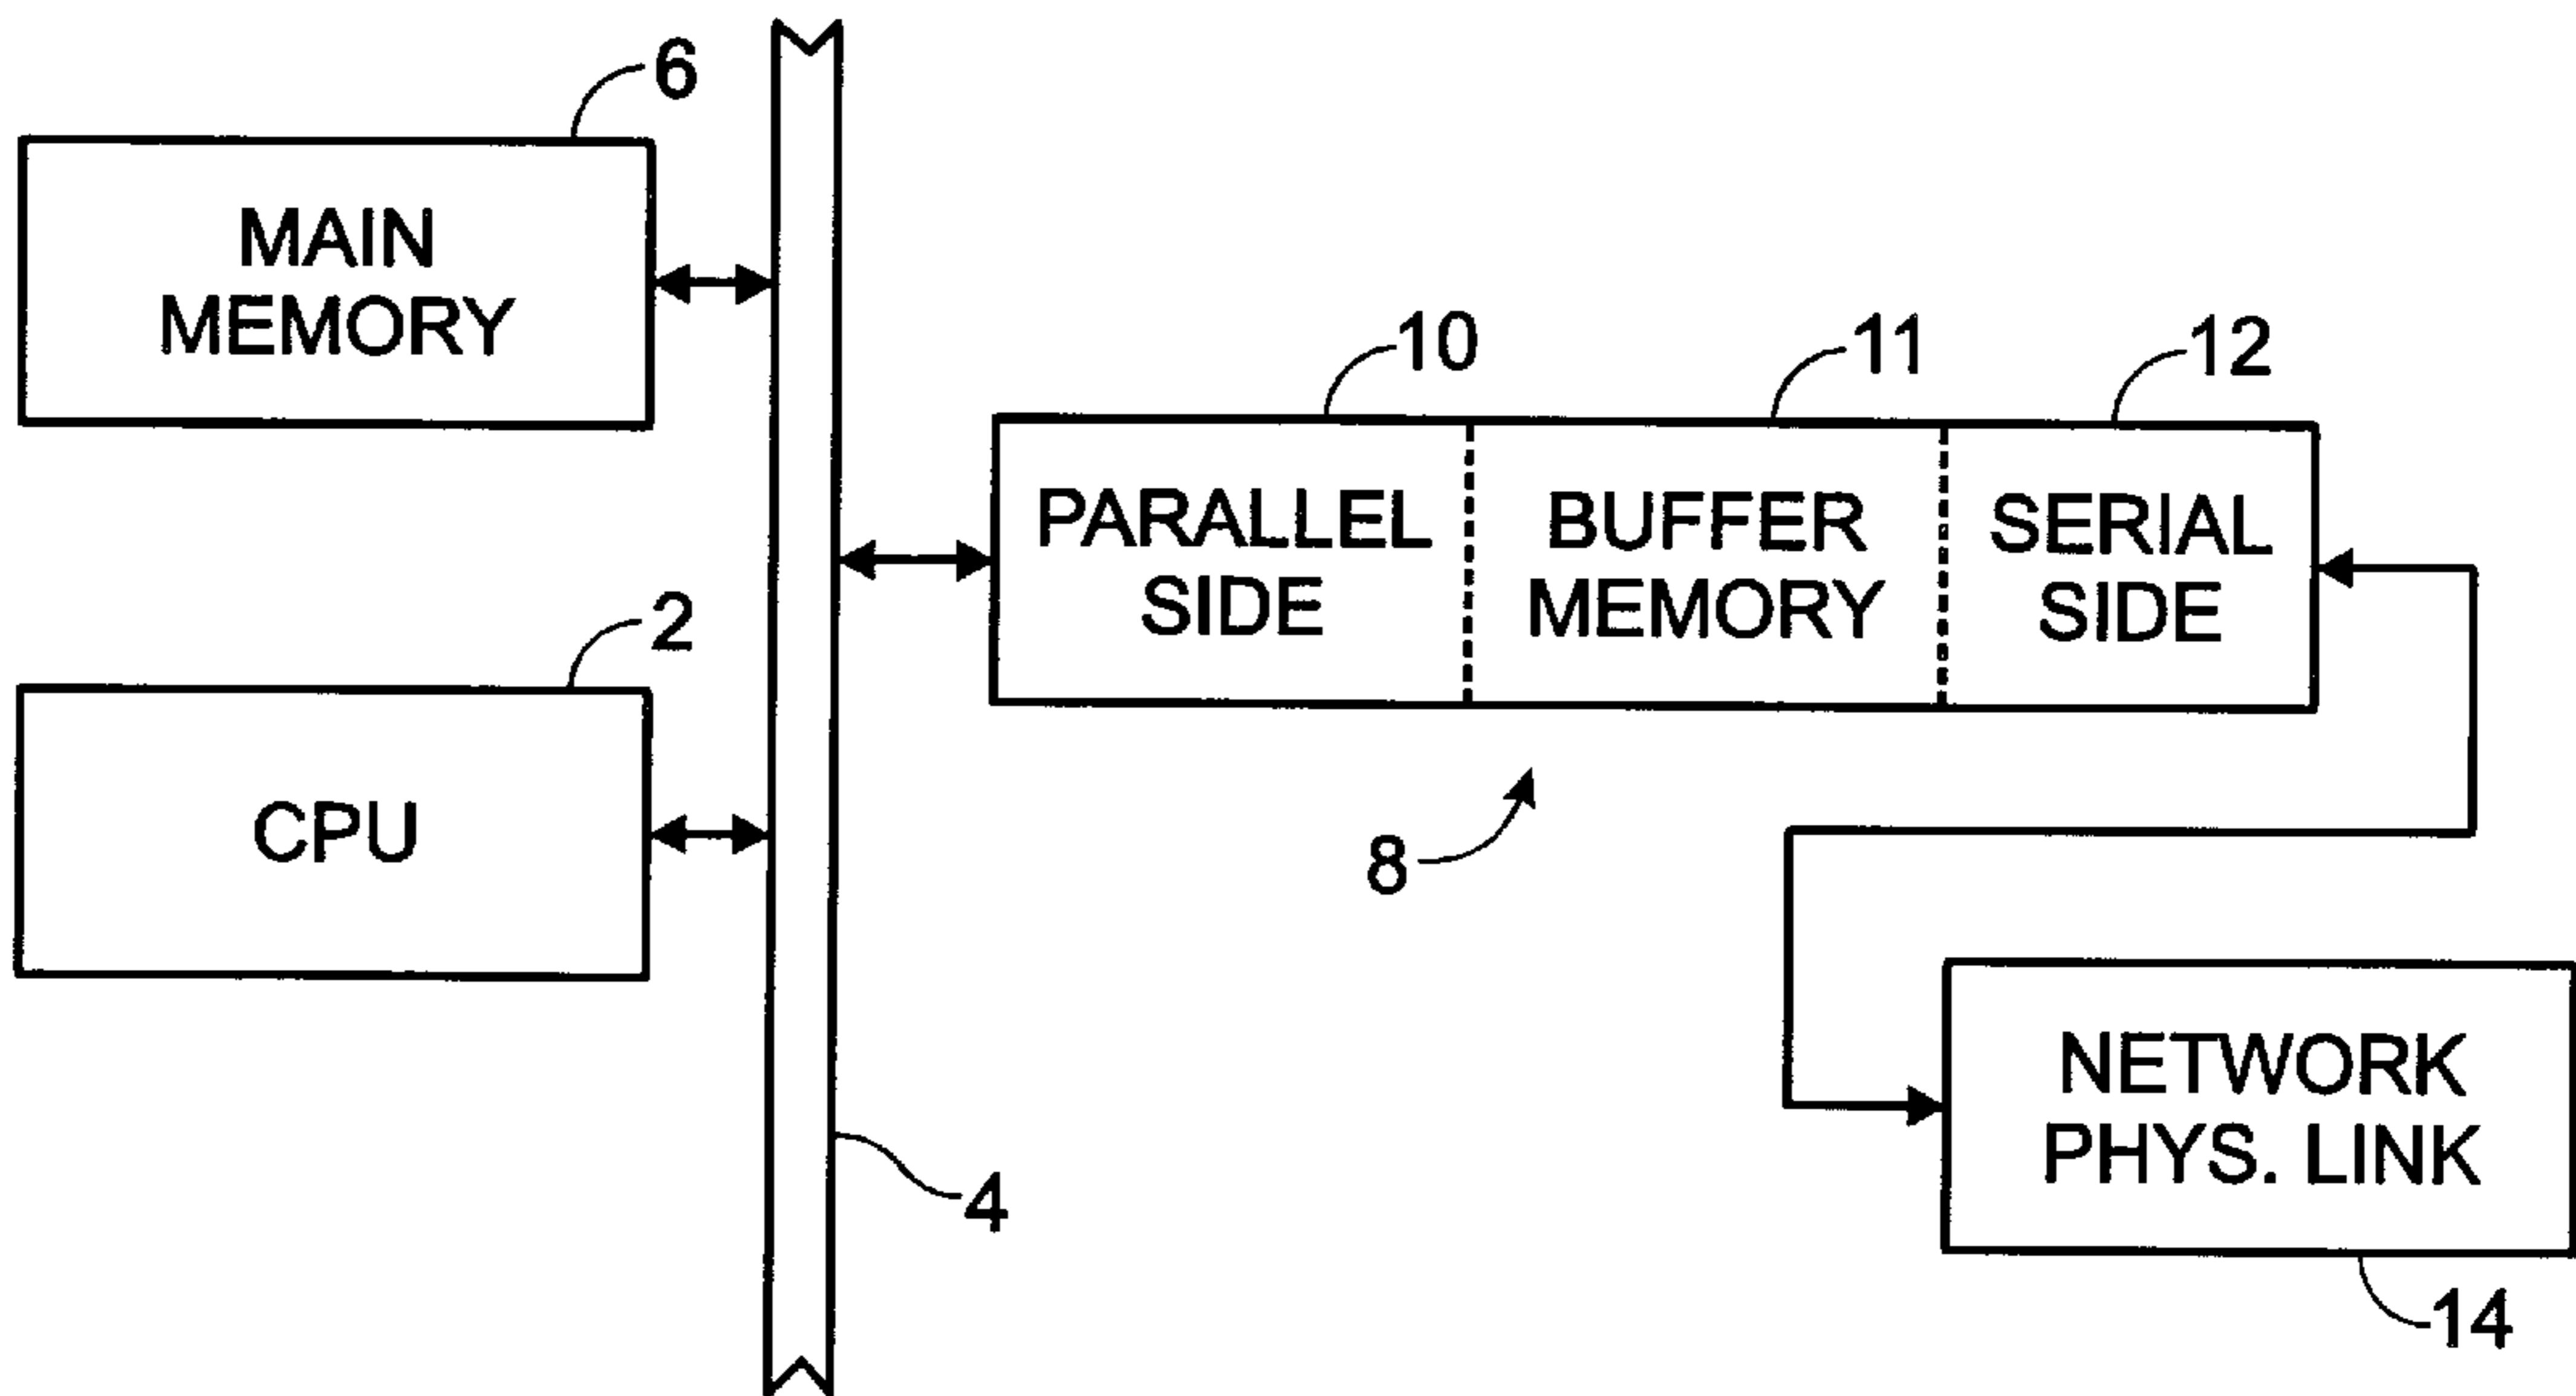 6
MAIN
MEMORY
10
11
12
PARALLEL
SIDE
BUFFER
MEMORY
SERIAL
SIDE
2
CPU
8
4
NETWORK
PHYS. LINK
14